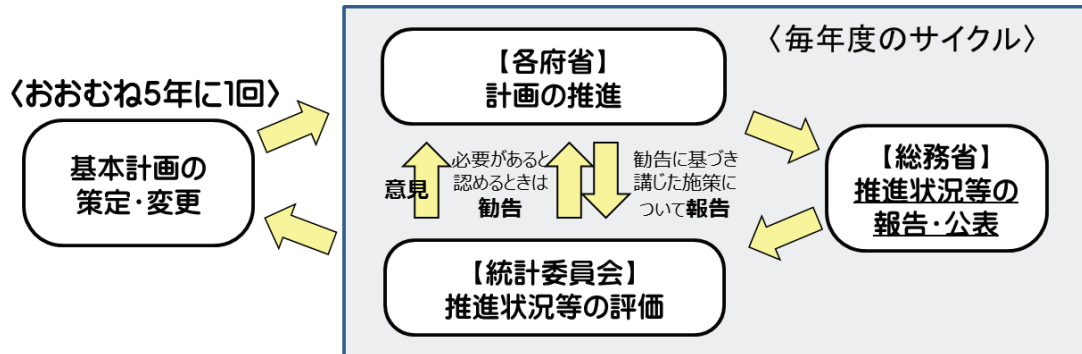 〈毎年度のサイクル〉
〈おおむね5年に1回〉
基本計画の
策定・変更
【各府省】
計画の推進
意見
必要があると
認めるときは
勧告
勧告に基づき
講じた施策に
ついて報告
【総務省】
推進状況等の
報告・公表
【統計委員会】
推進状況等の評価